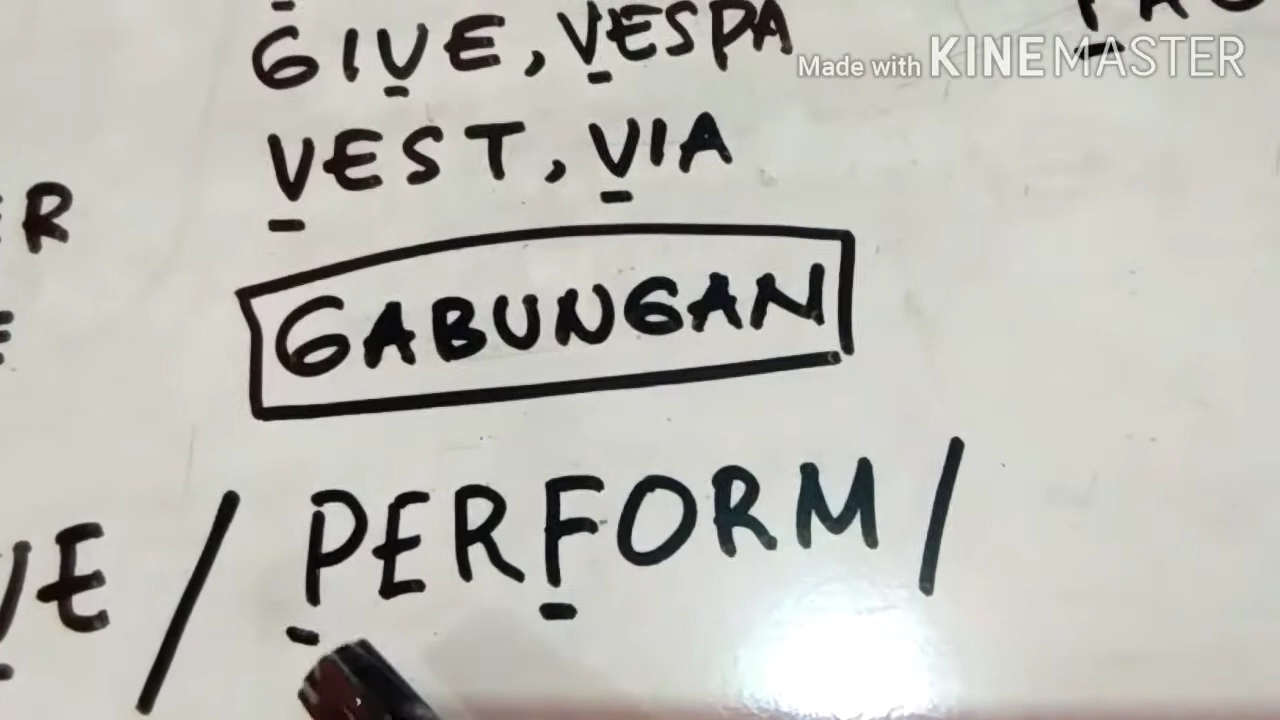 GIVE, VESPA
Made with KINEMASTER
VEST, VIA
GABUNGAN
/ PERFORM /